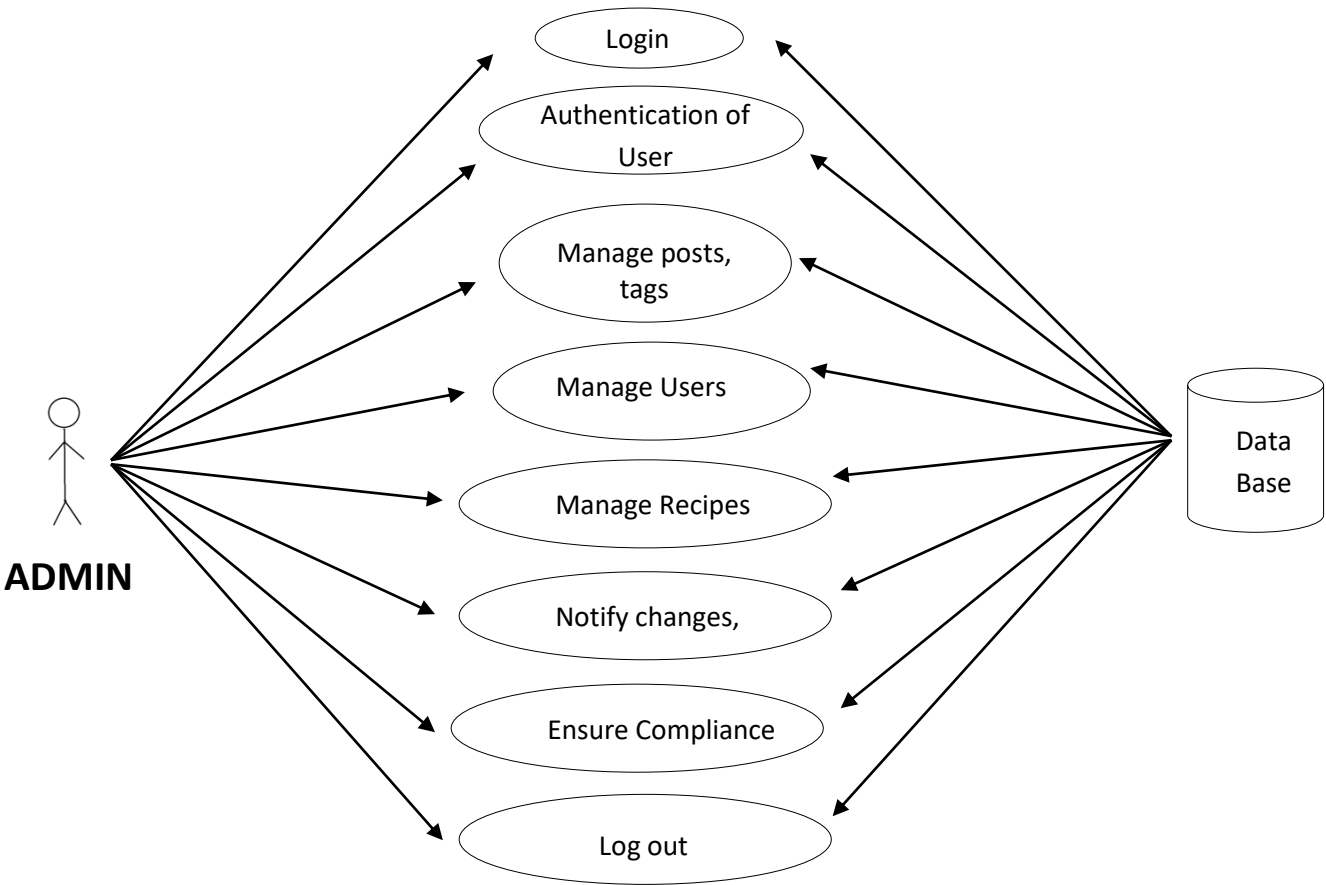 Login
Authentication of
User
Manage posts,
tags
Manage Users
Manage Recipes
Notify changes,
Ensure Compliance
Log out
ADMIN
Data
Base